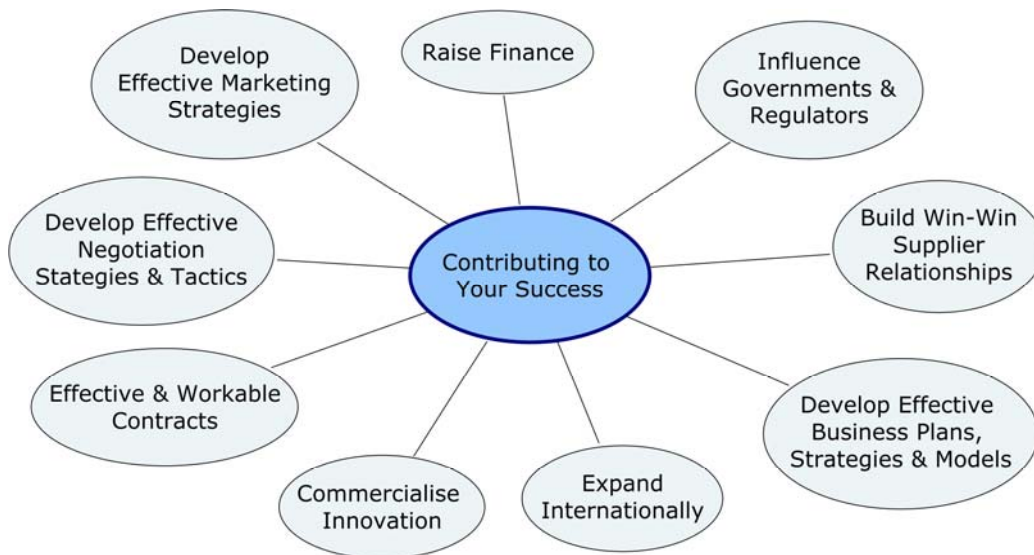 Develop
Effective Marketing
Strategies
Raise Finance
Influence
Governments &
Regulators
Develop Effective
Negotiation
Stategies & Tactics
Contributing to
Your Success
Build Win-Win
Supplier
Relationships
Effective & Workable
Contracts
Develop Effective
Business Plans,
Strategies & Models
Commercialise
Innovation
Expand
Internationally